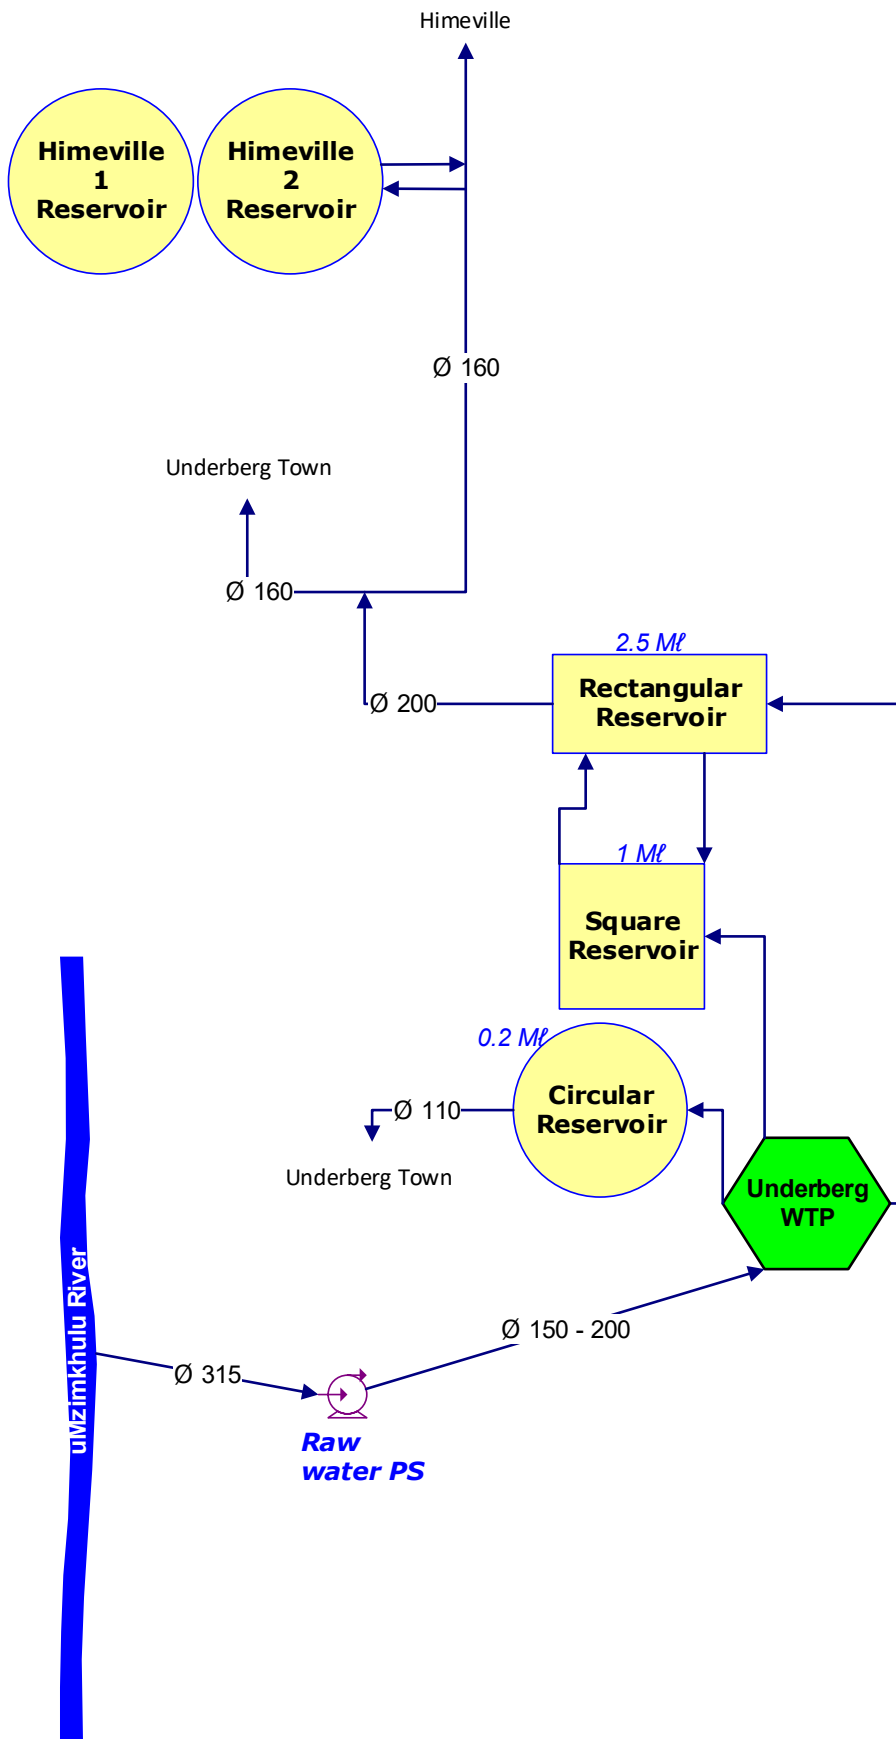 Himeville
Himeville
1
Reservoir
Himeville
2
Reservoir
Ø 160
Underberg Town
Ø 160
2.5 Mℓ
Rectangular
Reservoir
Ø 200
1 Mℓ
Square
Reservoir
0.2 Mℓ
Circular
Reservoir
Ø 110
Underberg Town
Underberg
WTP
uMzimkhulu River
Ø 150 - 200
Ø 315
Raw
water PS